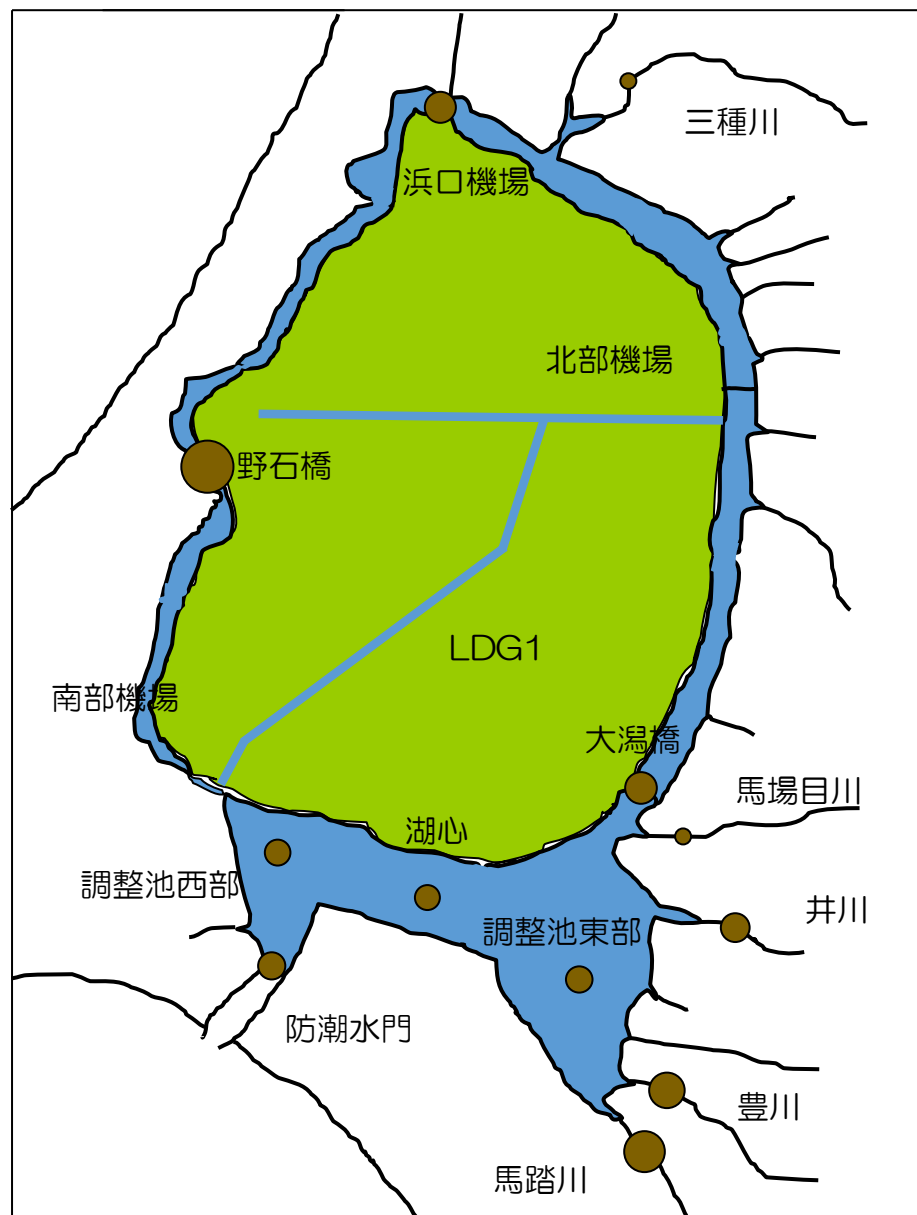 三種川
浜口機場
北部機場
野石橋
LDG1
南部機場
大潟橋
馬場目川
湖心
調整池西部
井川
調整池東部
防潮水門
豊川
馬踏川